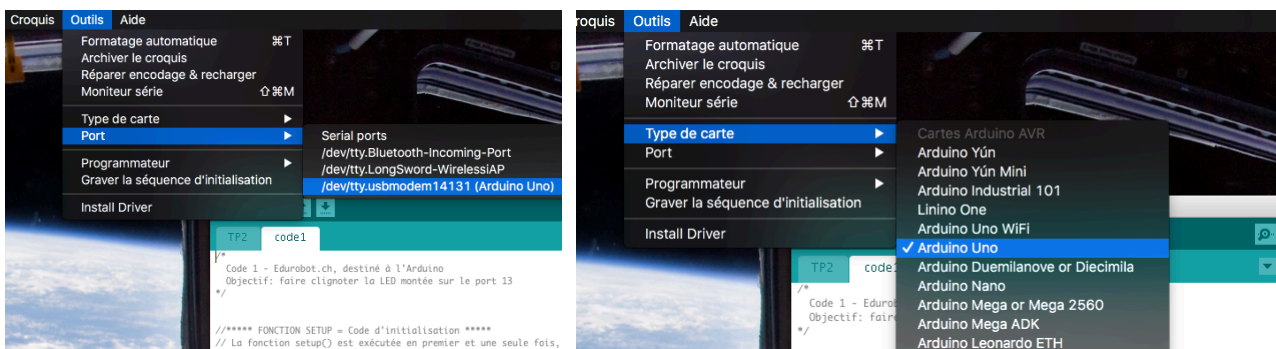 Croquis Outils Aide
Formatage automatique ⌘T
Archiver le croquis
Réparer encodage & recharger
Moniteur série ⇧⌘M
Type de carte
Port
Programmateur
Graver la séquence d'initialisation
Install Driver
Serial ports
/dev/tty.Bluetooth-Incoming-Port
/dev/tty.LongSword-WirelessiAP
/dev/tty.usbmodem14131 (Arduino Uno)
TP2 code1
/*
Code 1 - Edurobot.ch, destiné à l'Arduino
Objectif: faire clignoter la LED montée sur le port 13
*/
//***** FONCTION SETUP = Code d'initialisation *****
// La fonction setup() est exécutée en premier et une seule fois,
roquis Outils Aide
Formatage automatique ⌘T
Archiver le croquis
Réparer encodage & recharger
Moniteur série ⇧⌘M
Type de carte
Port
Programmateur
Graver la séquence d'initialisation
Install Driver
Cartes Arduino AVR
Arduino Yún
Arduino Yún Mini
Arduino Industrial 101
Linino One
Arduino Uno WiFi
✓ Arduino Uno
Arduino Duemilanove or Diecimila
Arduino Nano
Arduino Mega or Mega 2560
Arduino Mega ADK
Arduino Leonardo ETH
TP2 code
/*
Code 1 - Edurob
Objectif: fair
*/